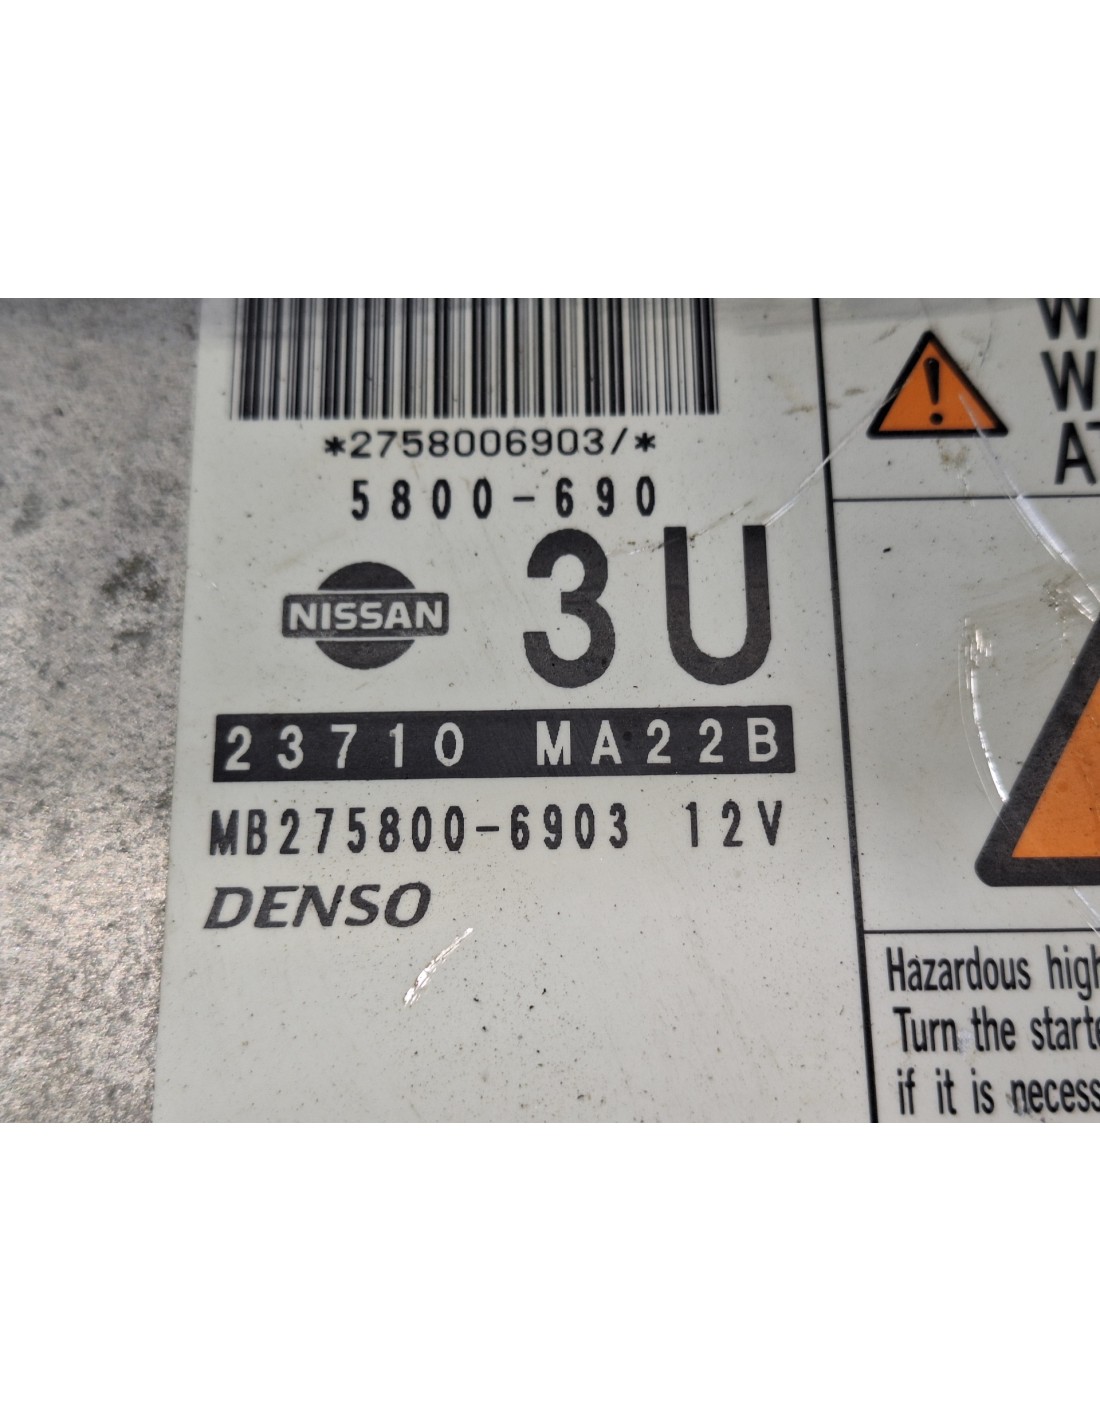 *2758006903/*
5800-690
NISSAN
3U
23710 MA22B
MB275800-6903 12V
DENSO
Hazardous
Turn the
if it is